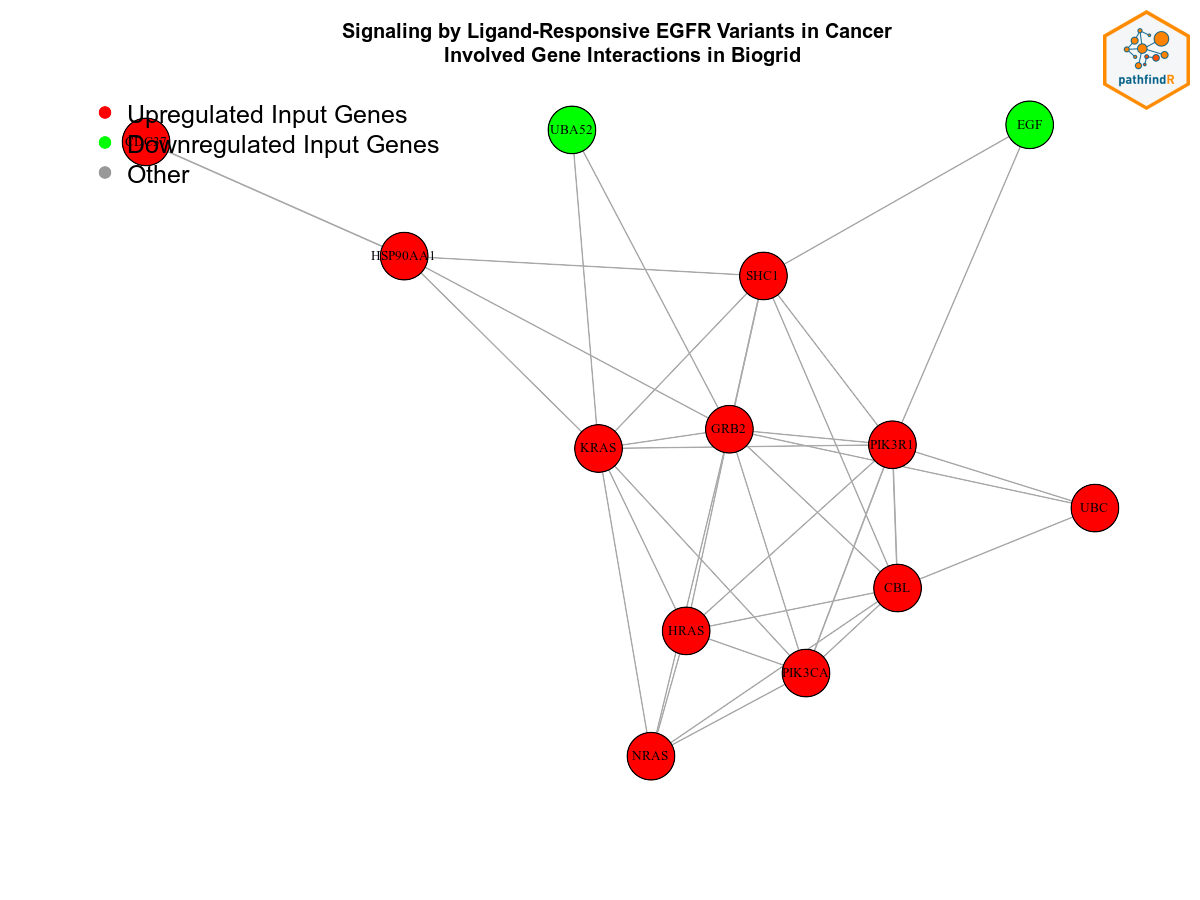 Signaling by Ligand-Responsive EGFR Variants in Cancer
Involved Gene Interactions in Biogrid
pathfindR
Upregulated Input Genes
Downregulated Input Genes
Other
UBA52
EGF
HSP90AA1
SHC1
GRB2
KRAS
PIK3R1
UBC
CBL
HRAS
PIK3CA
NRAS